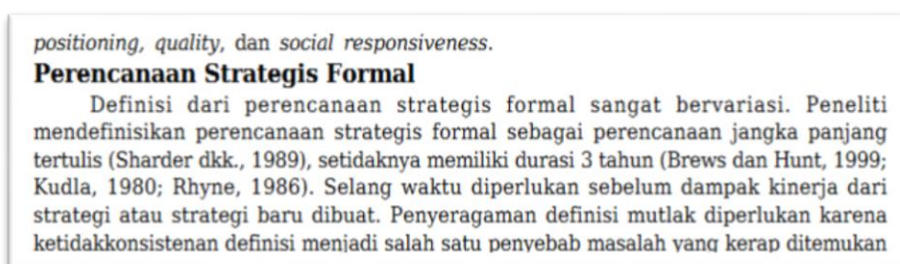 positioning, quality, dan social responsiveness.
Perencanaan Strategis Formal
Definisi dari perencanaan strategis formal sangat bervariasi. Peneliti
mendefinisikan perencanaan strategis formal sebagai perencanaan jangka panjang
tertulis (Sharder dkk., 1989), setidaknya memiliki durasi 3 tahun (Brews dan Hunt, 1999;
Kudla, 1980; Rhyne, 1986). Selang waktu diperlukan sebelum dampak kinerja dari
strategi atau strategi baru dibuat. Penyeragaman definisi mutlak diperlukan karena
ketidakkonsistenan definisi menjadi salah satu penyebab masalah yang kerap ditemukan